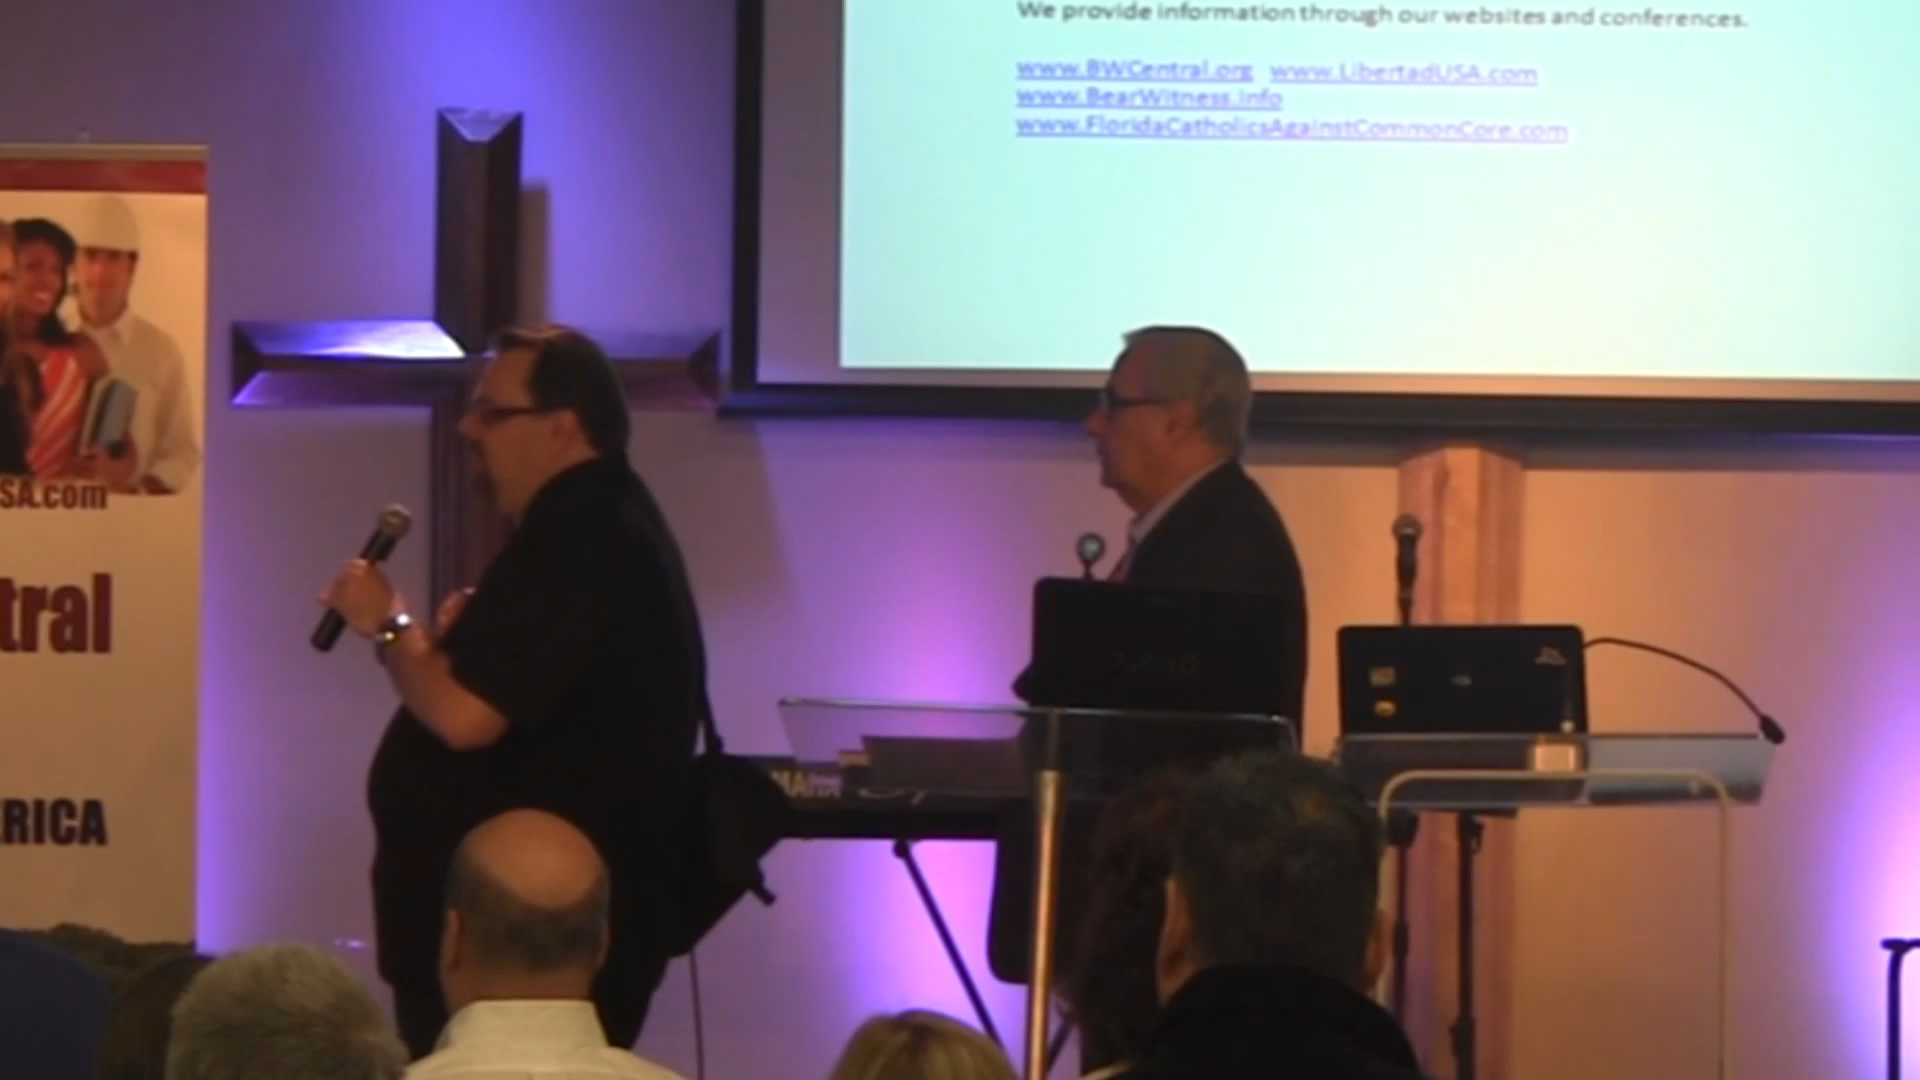 We provide information through our websites and conferences.
www.BWCentral.org www.LibertadUSA.com
www.BearWitness.info
www.FloridaCatholicsAgainstCommonCore.com
SA.com
tral
ERICA